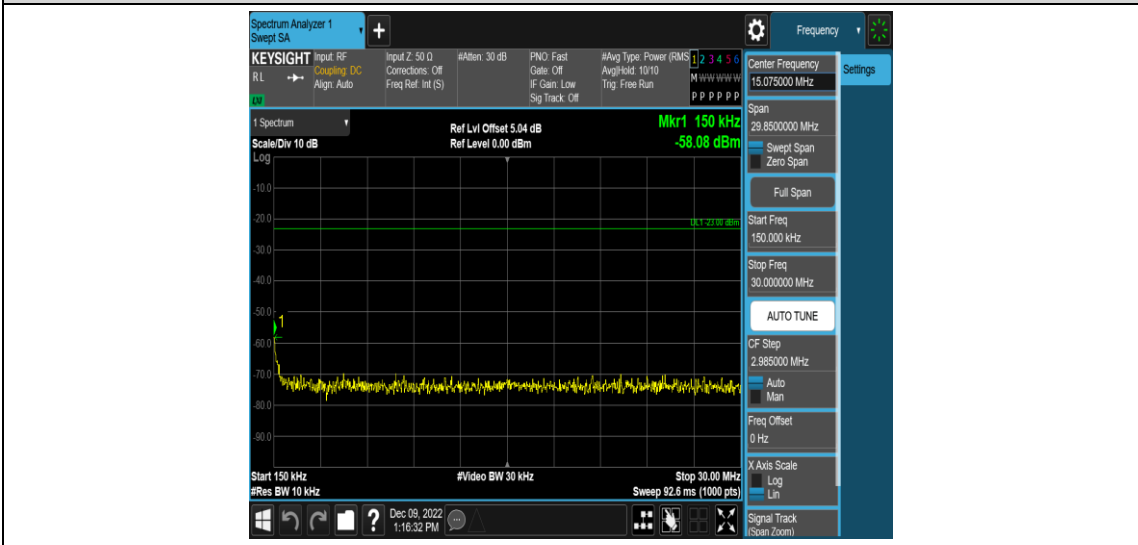 Spectrum Analyzer 1
Swept SA
+
Frequency
KEYSIGHT
RL
LXI
Input: RF
Coupling: DC
Align: Auto
Input Z: 50 Ω
Corrections: Off
Freq Ref: Int (S)
#Atten: 30 dB
PNO: Fast
Gate: Off
IF Gain: Low
Sig Track: Off
#Avg Type: Power (RMS
Avg|Hold: 10/10
Trig: Free Run
1 2 3 4 5 6
M W W W W W
P P P P P P
1 Spectrum
Scale/Div 10 dB
Ref Lvl Offset 5.04 dB
Ref Level 0.00 dBm
Mkr1 150 kHz
-58.08 dBm
Log
-10.0
-20.0
DL1 -23.00 dBm
-30.0
-40.0
-50.0
1
-60.0
-70.0
-80.0
-90.0
Start 150 kHz
#Res BW 10 kHz
#Video BW 30 kHz
Stop 30.00 MHz
Sweep 92.6 ms (1000 pts)
Center Frequency
15.075000 MHz
Settings
Span
29.8500000 MHz
Swept Span
Zero Span
Full Span
Start Freq
150.000 kHz
Stop Freq
30.000000 MHz
AUTO TUNE
CF Step
2.985000 MHz
Auto
Man
Freq Offset
0 Hz
X Axis Scale
Log
Lin
Signal Track
(Span Zoom)
?
Dec 09, 2022
1:16:32 PM